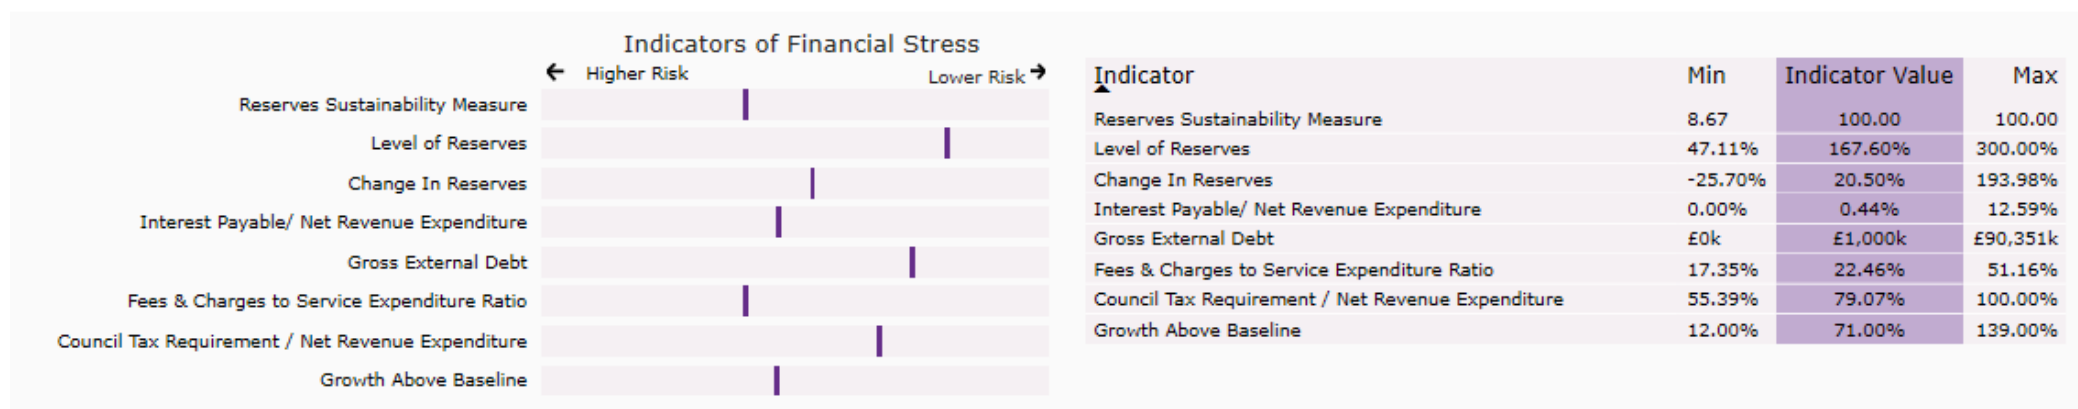 Indicators of Financial Stress
← Higher Risk Lower Risk →
Reserves Sustainability Measure
Level of Reserves
Change In Reserves
Interest Payable/ Net Revenue Expenditure
Gross External Debt
Fees & Charges to Service Expenditure Ratio
Council Tax Requirement / Net Revenue Expenditure
Growth Above Baseline
Indicator Min Indicator Value Max
Reserves Sustainability Measure 8.67 100.00 100.00
Level of Reserves 47.11% 167.60% 300.00%
Change In Reserves -25.70% 20.50% 193.98%
Interest Payable/ Net Revenue Expenditure 0.00% 0.44% 12.59%
Gross External Debt £0k £1,000k £90,351k
Fees & Charges to Service Expenditure Ratio 17.35% 22.46% 51.16%
Council Tax Requirement / Net Revenue Expenditure 55.39% 79.07% 100.00%
Growth Above Baseline 12.00% 71.00% 139.00%